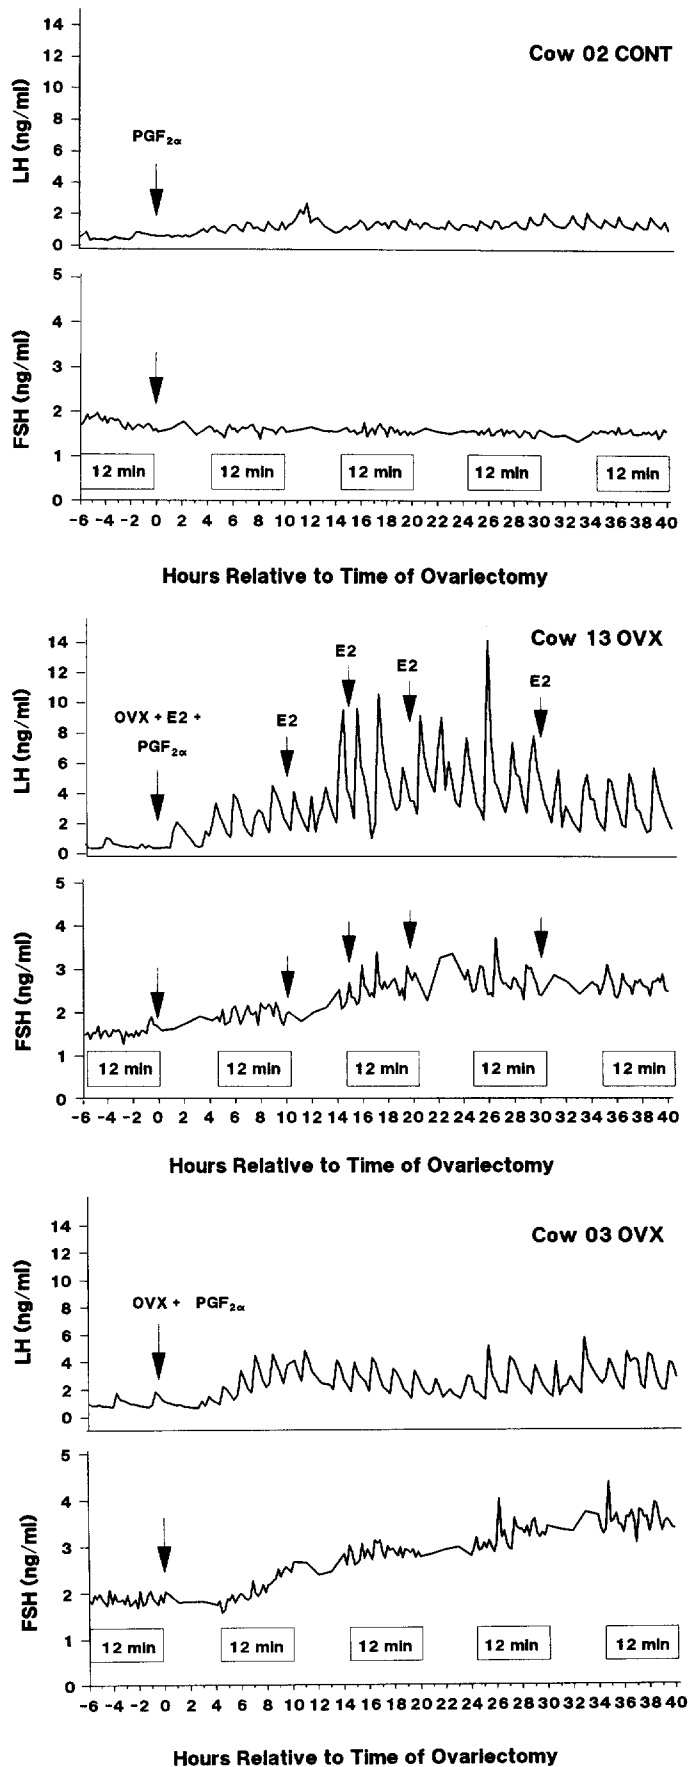 Cow 02 CONT
LH (ng/ml)
14
12
10
8
6
4
2
0
PGF2α
FSH (ng/ml)
5
4
3
2
1
0
12 min 12 min 12 min 12 min 12 min
-6 -4 -2 0 2 4 6 8 10 12 14 16 18 20 22 24 26 28 30 32 34 36 38 40
Hours Relative to Time of Ovariectomy
Cow 13 OVX
LH (ng/ml)
14
12
10
8
6
4
2
0
OVX + E2 +
PGF2α
E2
E2
E2
E2
FSH (ng/ml)
5
4
3
2
1
0
12 min 12 min 12 min 12 min 12 min
-6 -4 -2 0 2 4 6 8 10 12 14 16 18 20 22 24 26 28 30 32 34 36 38 40
Hours Relative to Time of Ovariectomy
Cow 03 OVX
LH (ng/ml)
14
12
10
8
6
4
2
0
OVX + PGF2α
FSH (ng/ml)
5
4
3
2
1
0
12 min 12 min 12 min 12 min 12 min
-6 -4 -2 0 2 4 6 8 10 12 14 16 18 20 22 24 26 28 30 32 34 36 38 40
Hours Relative to Time of Ovariectomy